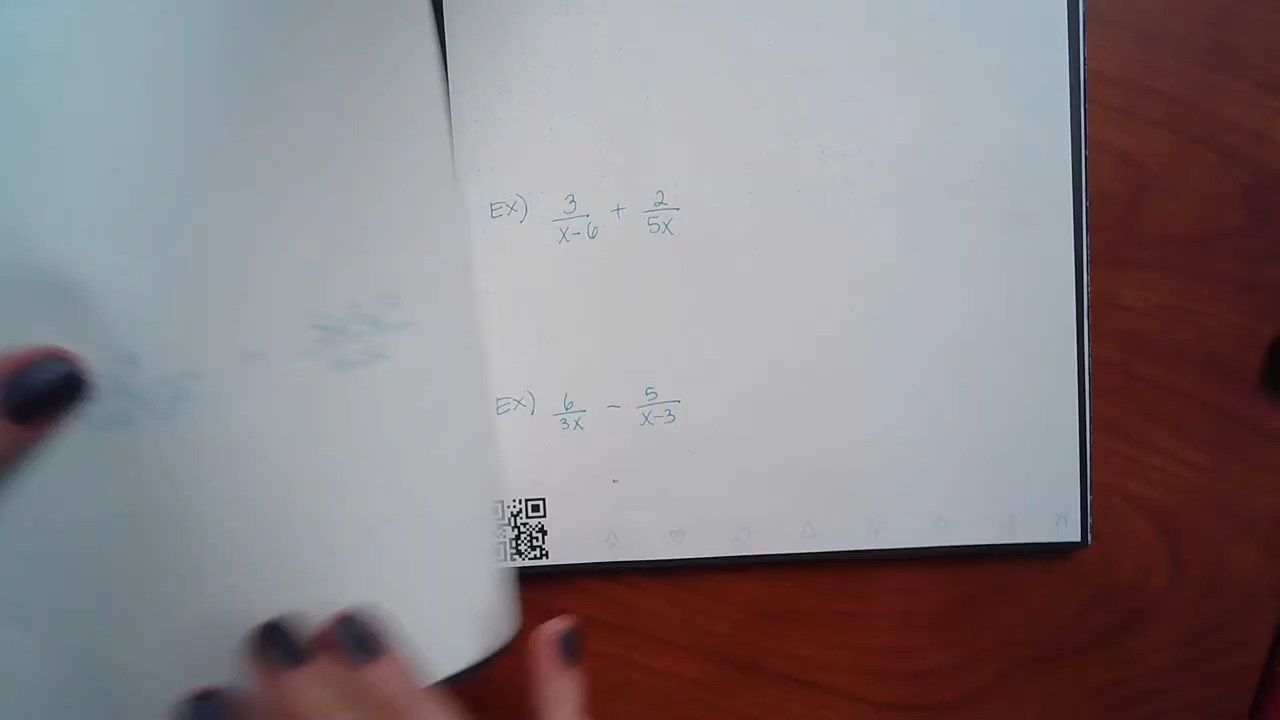 EX) 3/(x-6) + 2/(5x)
EX) 6/(3x) - 5/(x-3)